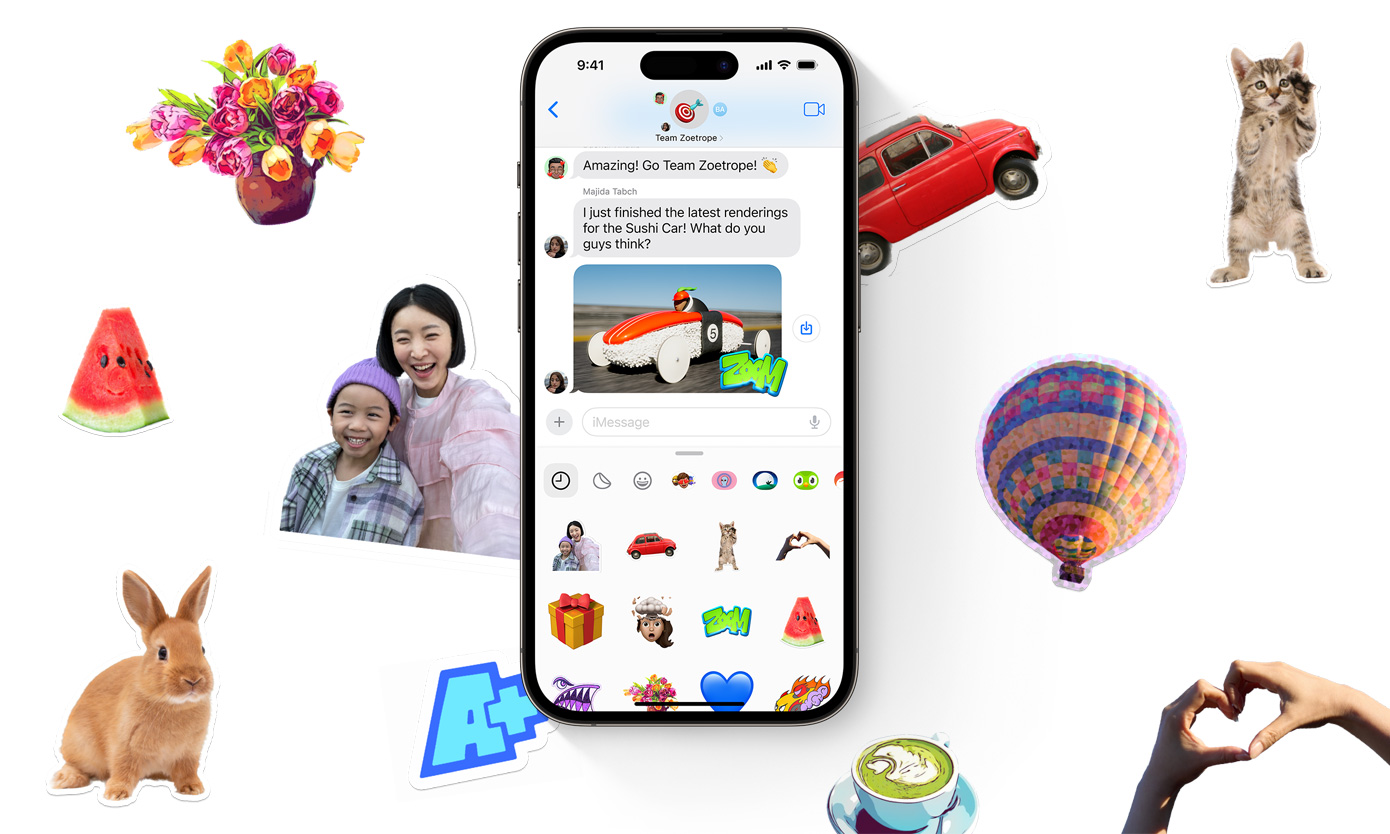 9:41
BA
Team Zoetrope
Amazing! Go Team Zoetrope! 👏
Majida Tabch
I just finished the latest renderings
for the Sushi Car! What do you
guys think?
5
ZOOM
iMessage
ZOOM
A+